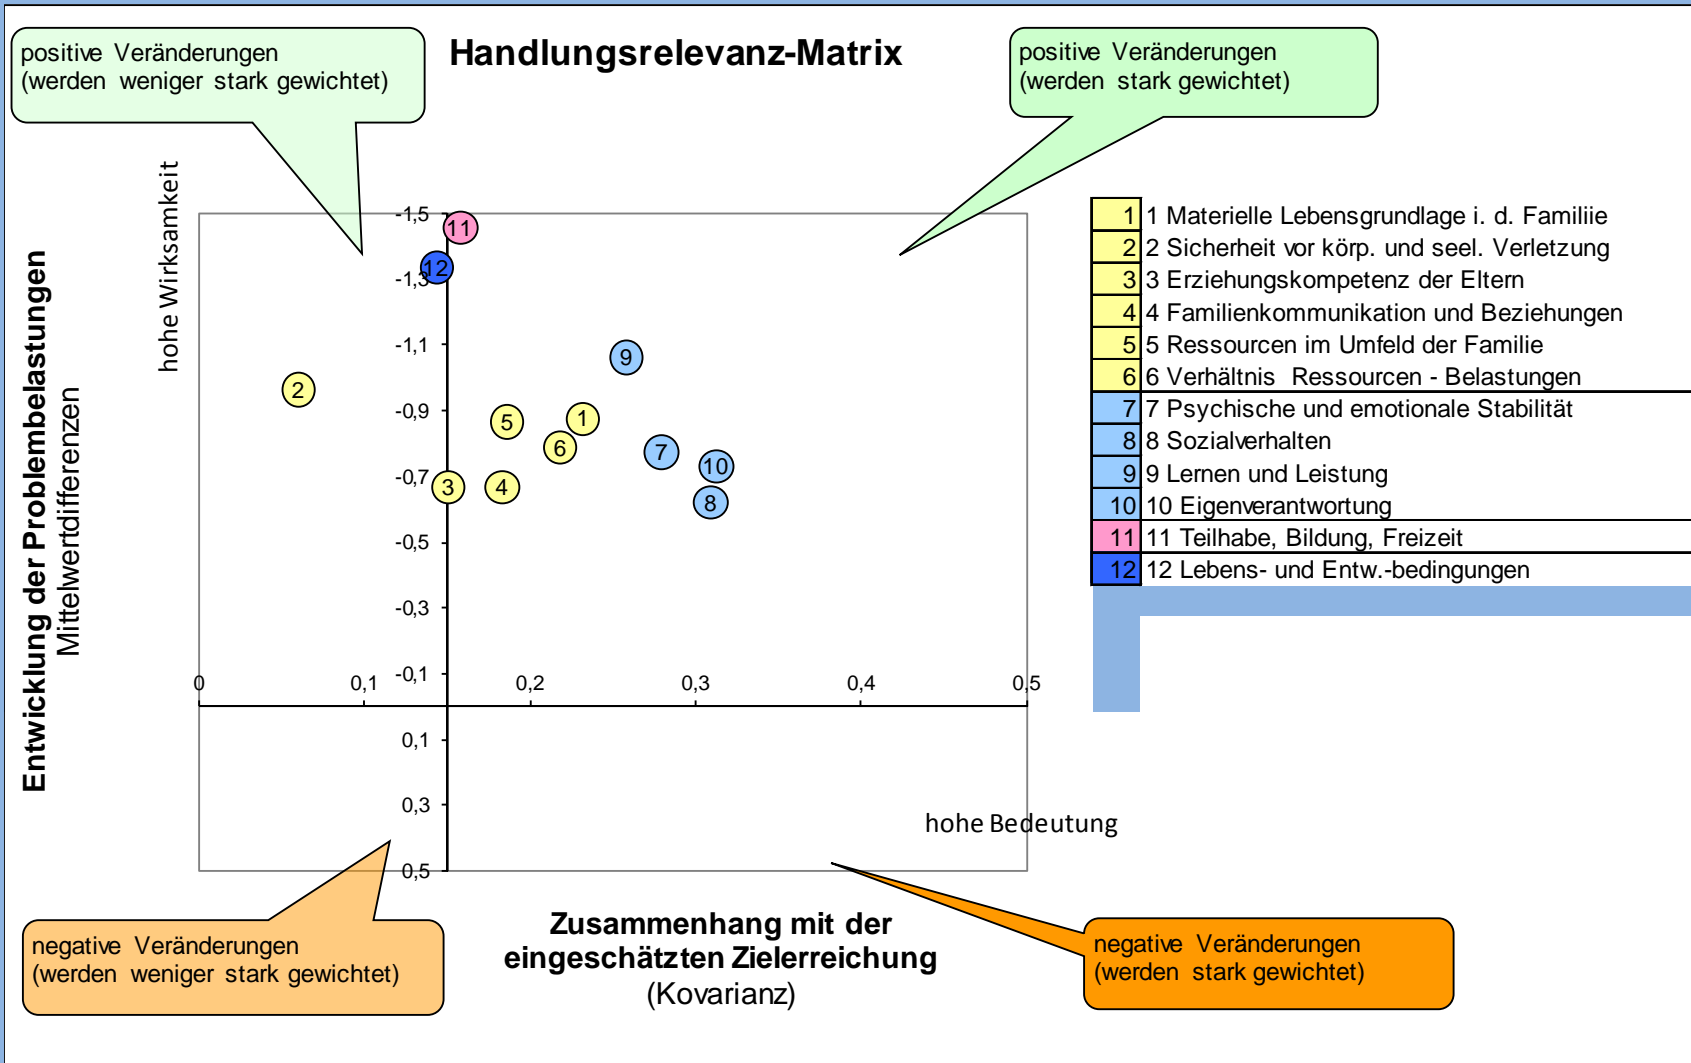 Handlungsrelevanz-Matrix
positive Veränderungen
(werden weniger stark gewichtet)
positive Veränderungen
(werden stark gewichtet)
Entwicklung der Problembelastungen
Mittelwertdifferenzen
hohe Wirksamkeit
-1,5
-1,3
-1,1
-0,9
-0,7
-0,5
-0,3
-0,1
0,1
0,3
0,5
0
0,1
0,2
0,3
0,4
0,5
11
12
9
2
5
1
6
7
10
3
4
8
hohe Bedeutung
1 1 Materielle Lebensgrundlage i. d. Familiie
2 2 Sicherheit vor körp. und seel. Verletzung
3 3 Erziehungskompetenz der Eltern
4 4 Familienkommunikation und Beziehungen
5 5 Ressourcen im Umfeld der Familie
6 6 Verhältnis Ressourcen - Belastungen
7 7 Psychische und emotionale Stabilität
8 8 Sozialverhalten
9 9 Lernen und Leistung
10 10 Eigenverantwortung
11 11 Teilhabe, Bildung, Freizeit
12 12 Lebens- und Entw.-bedingungen
negative Veränderungen
(werden weniger stark gewichtet)
Zusammenhang mit der
eingeschätzten Zielerreichung
(Kovarianz)
negative Veränderungen
(werden stark gewichtet)